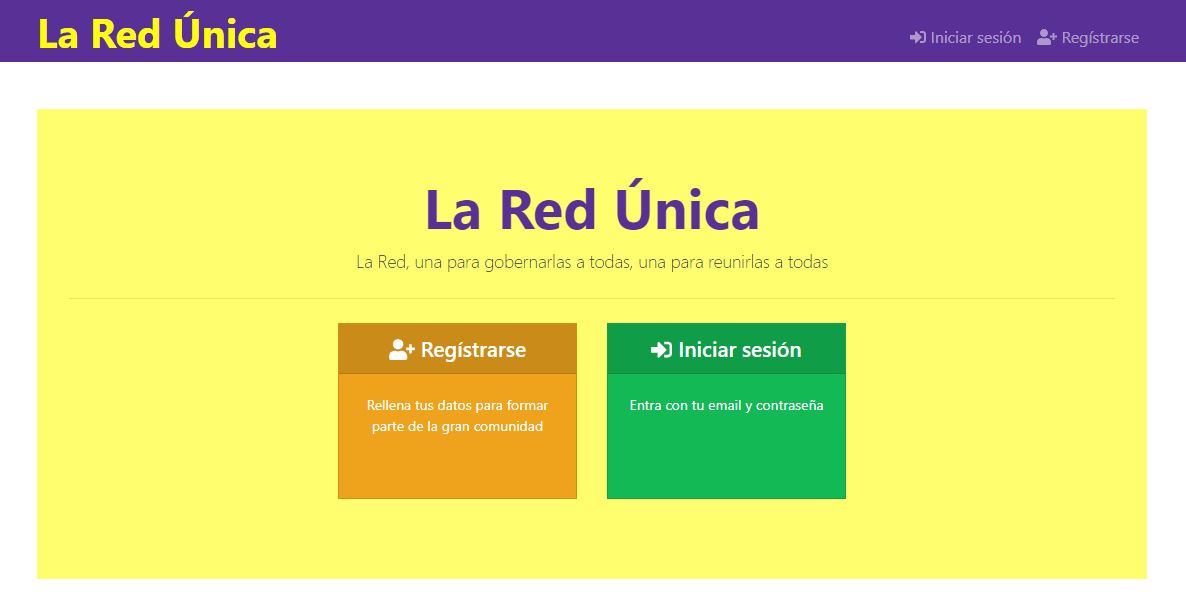 La Red Única
Iniciar sesión
Regístrarse
La Red Única
La Red, una para gobernarlas a todas, una para reunirlas a todas
Regístrarse
Rellena tus datos para formar
parte de la gran comunidad
Iniciar sesión
Entra con tu email y contraseña